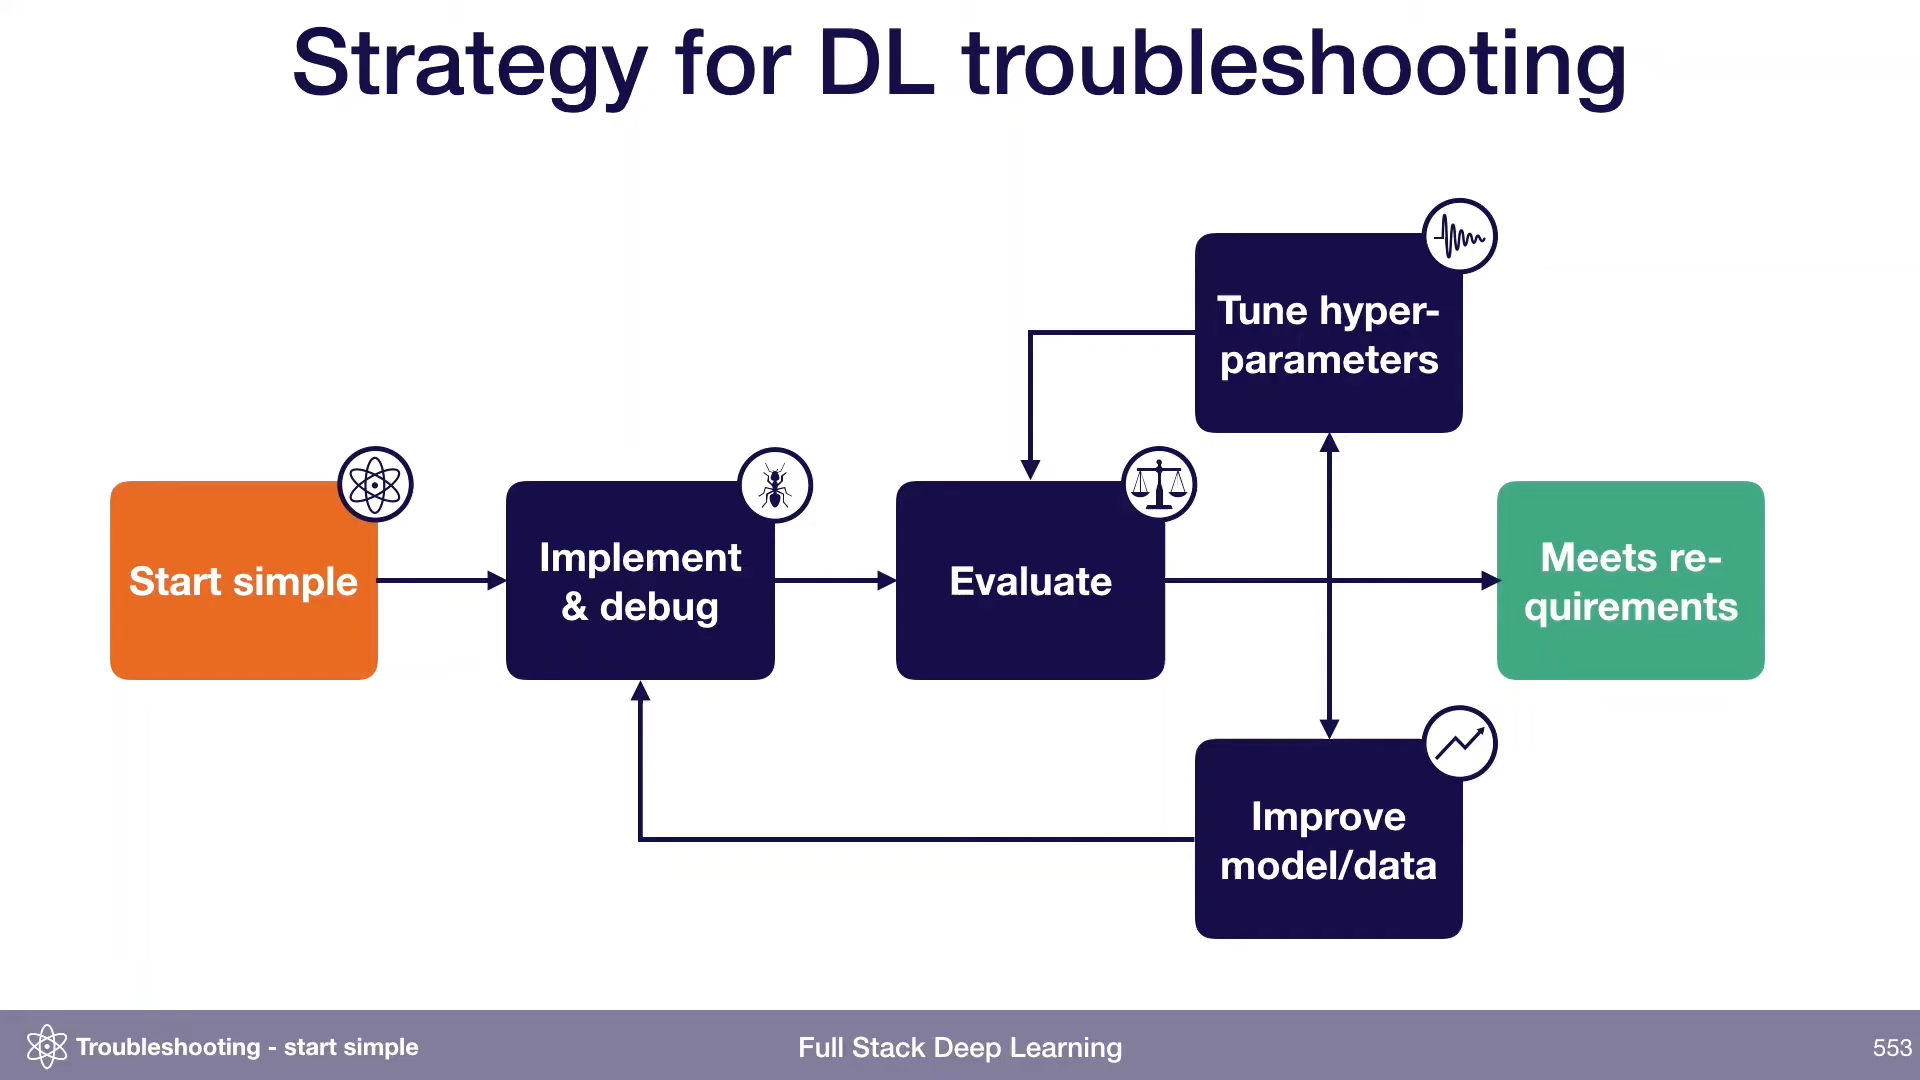 Strategy for DL troubleshooting
Tune hyper-
parameters
Start simple
Implement
& debug
Evaluate
Meets re-
quirements
Improve
model/data
Troubleshooting - start simple
Full Stack Deep Learning
553